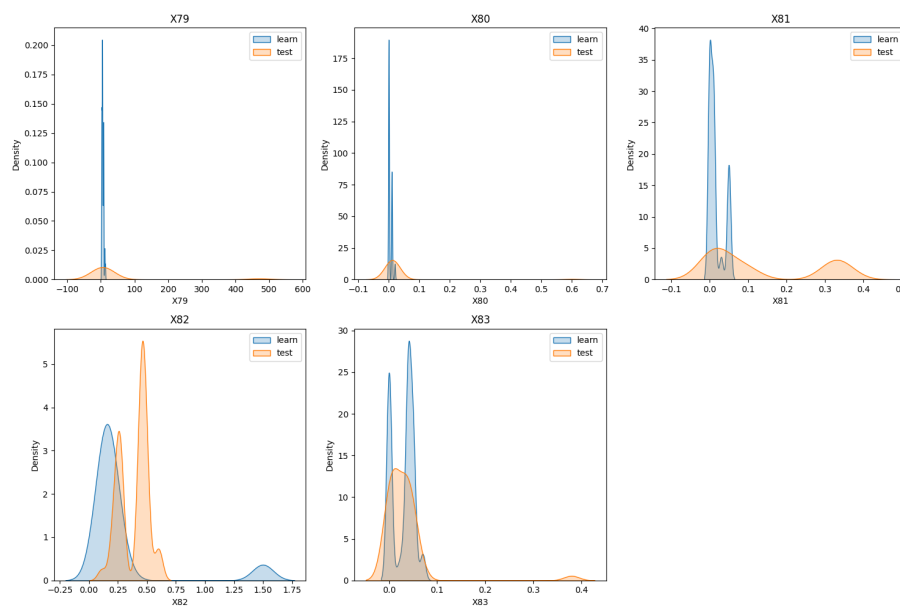 X79
learn
test
0.200
0.175
0.150
0.125
0.100
0.075
0.050
0.025
0.000
Density
−100 0 100 200 300 400 500 600
X79
X80
learn
test
175
150
125
100
75
50
25
0
Density
−0.1 0.0 0.1 0.2 0.3 0.4 0.5 0.6 0.7
X80
X81
learn
test
40
35
30
25
20
15
10
5
0
Density
−0.1 0.0 0.1 0.2 0.3 0.4
X81
X82
learn
test
5
4
3
2
1
0
Density
−0.25 0.00 0.25 0.50 0.75 1.00 1.25 1.50 1.75
X82
X83
learn
test
30
25
20
15
10
5
0
Density
0.0 0.1 0.2 0.3 0.4
X83